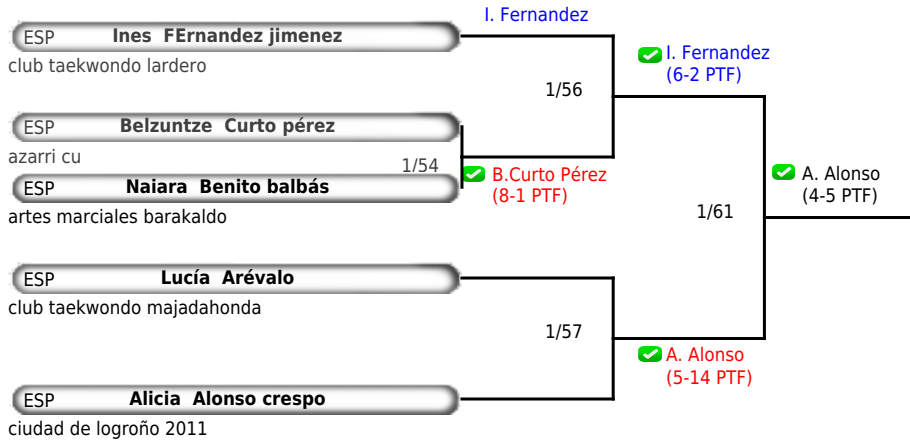 I. Fernandez
ESP Ines FErnandez jimenez
club taekwondo lardero
I. Fernandez
(6-2 PTF)
1/56
ESP Belzuntze Curto pérez
azarri cu
1/54
B.Curto Pérez
(8-1 PTF)
ESP Naiara Benito balbás
artes marciales barakaldo
A. Alonso
(4-5 PTF)
1/61
ESP Lucía Arévalo
club taekwondo majadahonda
1/57
A. Alonso
(5-14 PTF)
ESP Alicia Alonso crespo
ciudad de logroño 2011